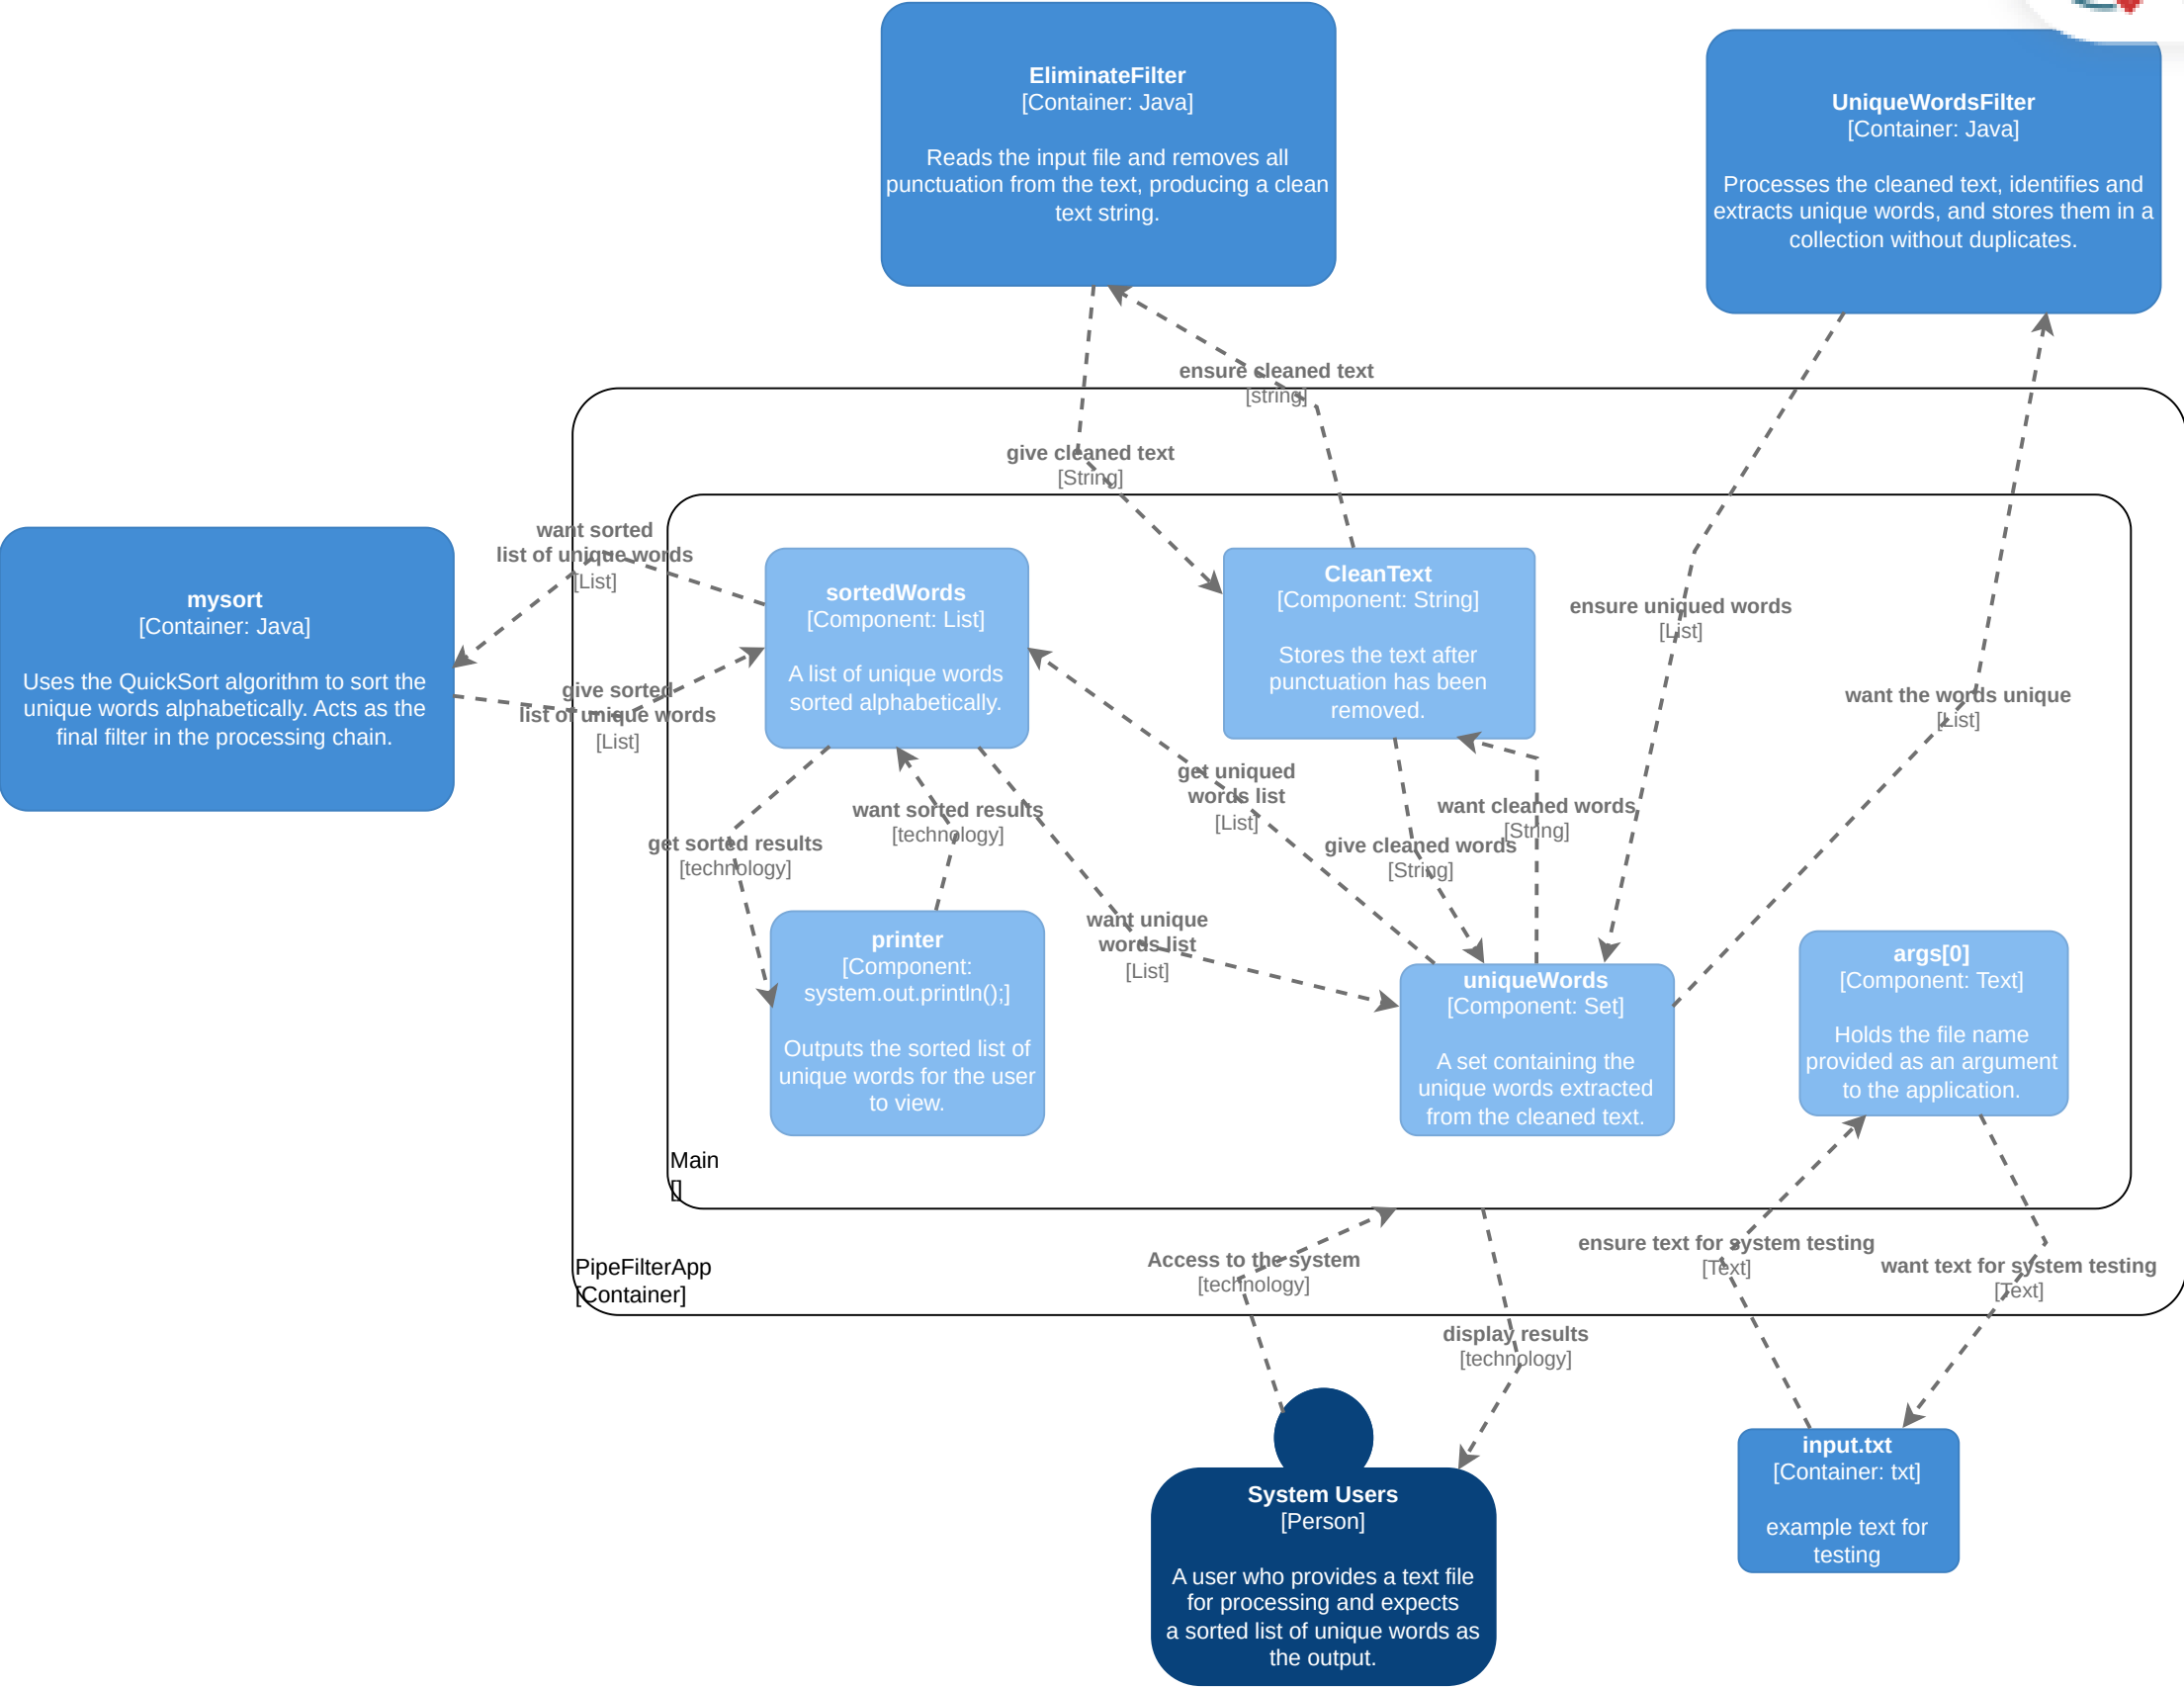 EliminateFilter
[Container: Java]
Reads the input file and removes all
punctuation from the text, producing a clean
text string.
UniqueWordsFilter
[Container: Java]
Processes the cleaned text, identifies and
extracts unique words, and stores them in a
collection without duplicates.
ensure cleaned text
[string]
give cleaned text
[String]
want sorted
list of unique words
[List]
mysort
[Container: Java]
Uses the QuickSort algorithm to sort the
unique words alphabetically. Acts as the
final filter in the processing chain.
give sorted
list of unique words
[List]
sortedWords
[Component: List]
A list of unique words
sorted alphabetically.
CleanText
[Component: String]
Stores the text after
punctuation has been
removed.
ensure uniqued words
[List]
want the words unique
[List]
get uniqued
words list
[List]
want sorted results
[technology]
get sorted results
[technology]
want cleaned words
[String]
give cleaned words
[String]
want unique
words list
[List]
printer
[Component:
system.out.println();]
Outputs the sorted list of
unique words for the user
to view.
uniqueWords
[Component: Set]
A set containing the
unique words extracted
from the cleaned text.
args[0]
[Component: Text]
Holds the file name
provided as an argument
to the application.
Main
[]
PipeFilterApp
[Container]
Access to the system
[technology]
display results
[technology]
ensure text for system testing
[Text]
want text for system testing
[Text]
System Users
[Person]
A user who provides a text file
for processing and expects
a sorted list of unique words as
the output.
input.txt
[Container: txt]
example text for
testing